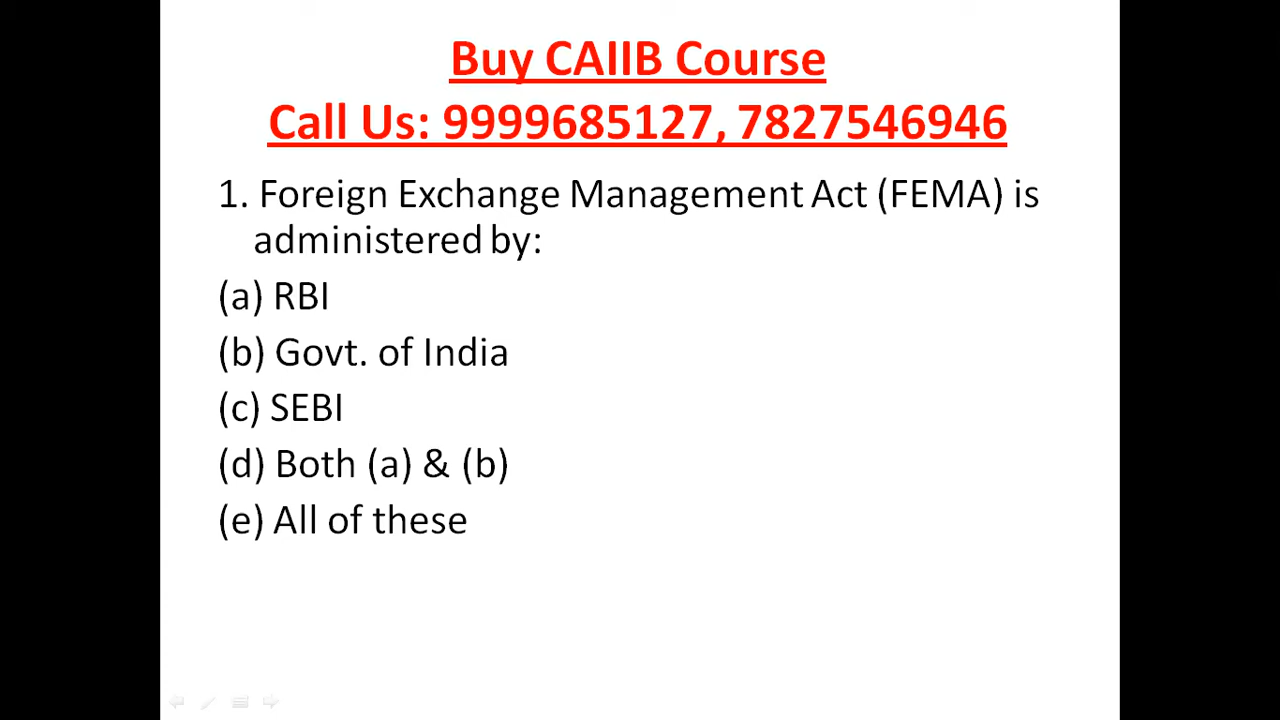 Buy CAIIB Course
Call Us: 9999685127, 7827546946
1. Foreign Exchange Management Act (FEMA) is
administered by:
(a) RBI
(b) Govt. of India
(c) SEBI
(d) Both (a) & (b)
(e) All of these